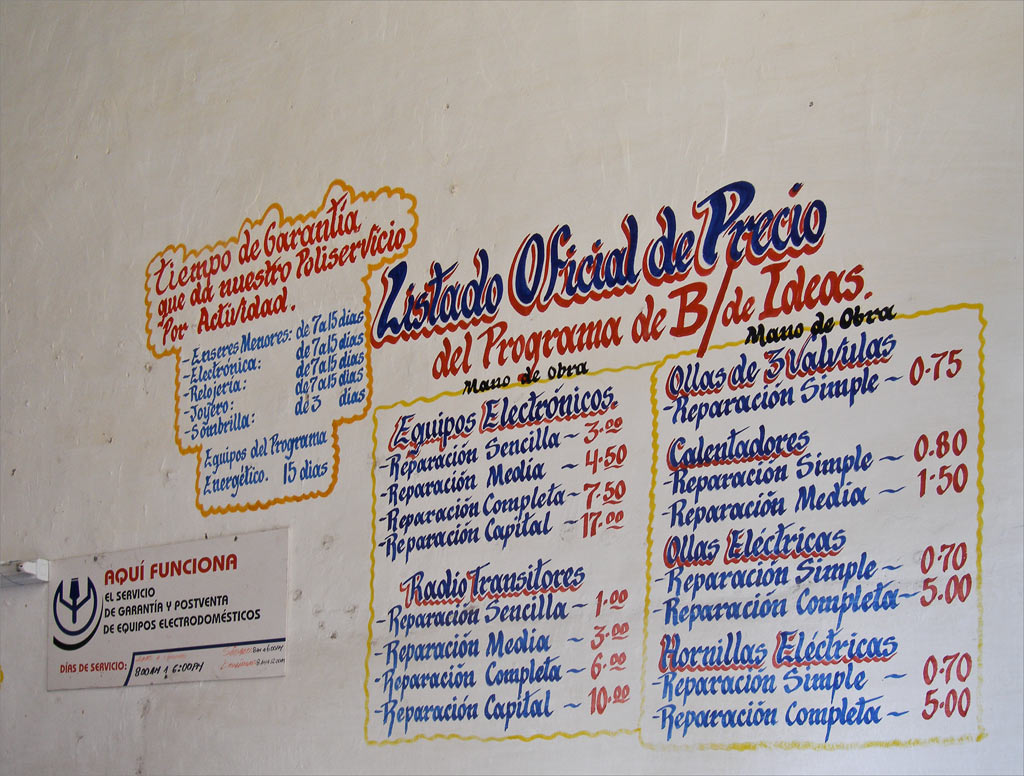 Tiempo de Garantía
que da nuestro Poliservicio
Por Actividad.
-Enseres Menores: de 7 a 15 días
-Electrónica: de 7 a 15 días
-Relojería: de 7 a 15 días
-Joyero: de 7 a 15 días
-Sombrilla: de 3 días
Equipos del Programa
Energético. 15 días
Listado Oficial de Precio
del Programa de B/de Ideas.
Mano de obra
Equipos Electrónicos.
-Reparación Sencilla ~ 3.00
-Reparación Media ~ 4.50
-Reparación Completa ~ 7.50
-Reparación Capital ~ 17.00
Radio Transitores
-Reparación Sencilla ~ 1.00
-Reparación Media ~ 3.00
-Reparación Completa ~ 6.00
-Reparación Capital ~ 10.00
Mano de Obra
Ollas de 3 Valvulas
-Reparación Simple ~ 0.75
Calentadores
-Reparación Simple ~ 0.80
-Reparación Media ~ 1.50
Ollas Eléctricas
-Reparación Simple ~ 0.70
-Reparación Completa ~ 5.00
Hornillas Eléctricas
-Reparación Simple ~ 0.70
-Reparación Completa ~ 5.00
AQUÍ FUNCIONA
EL SERVICIO
DE GARANTÍA Y POSTVENTA
DE EQUIPOS ELECTRODOMÉSTICOS
DÍAS DE SERVICIO:
8:00AM A 6:00PM